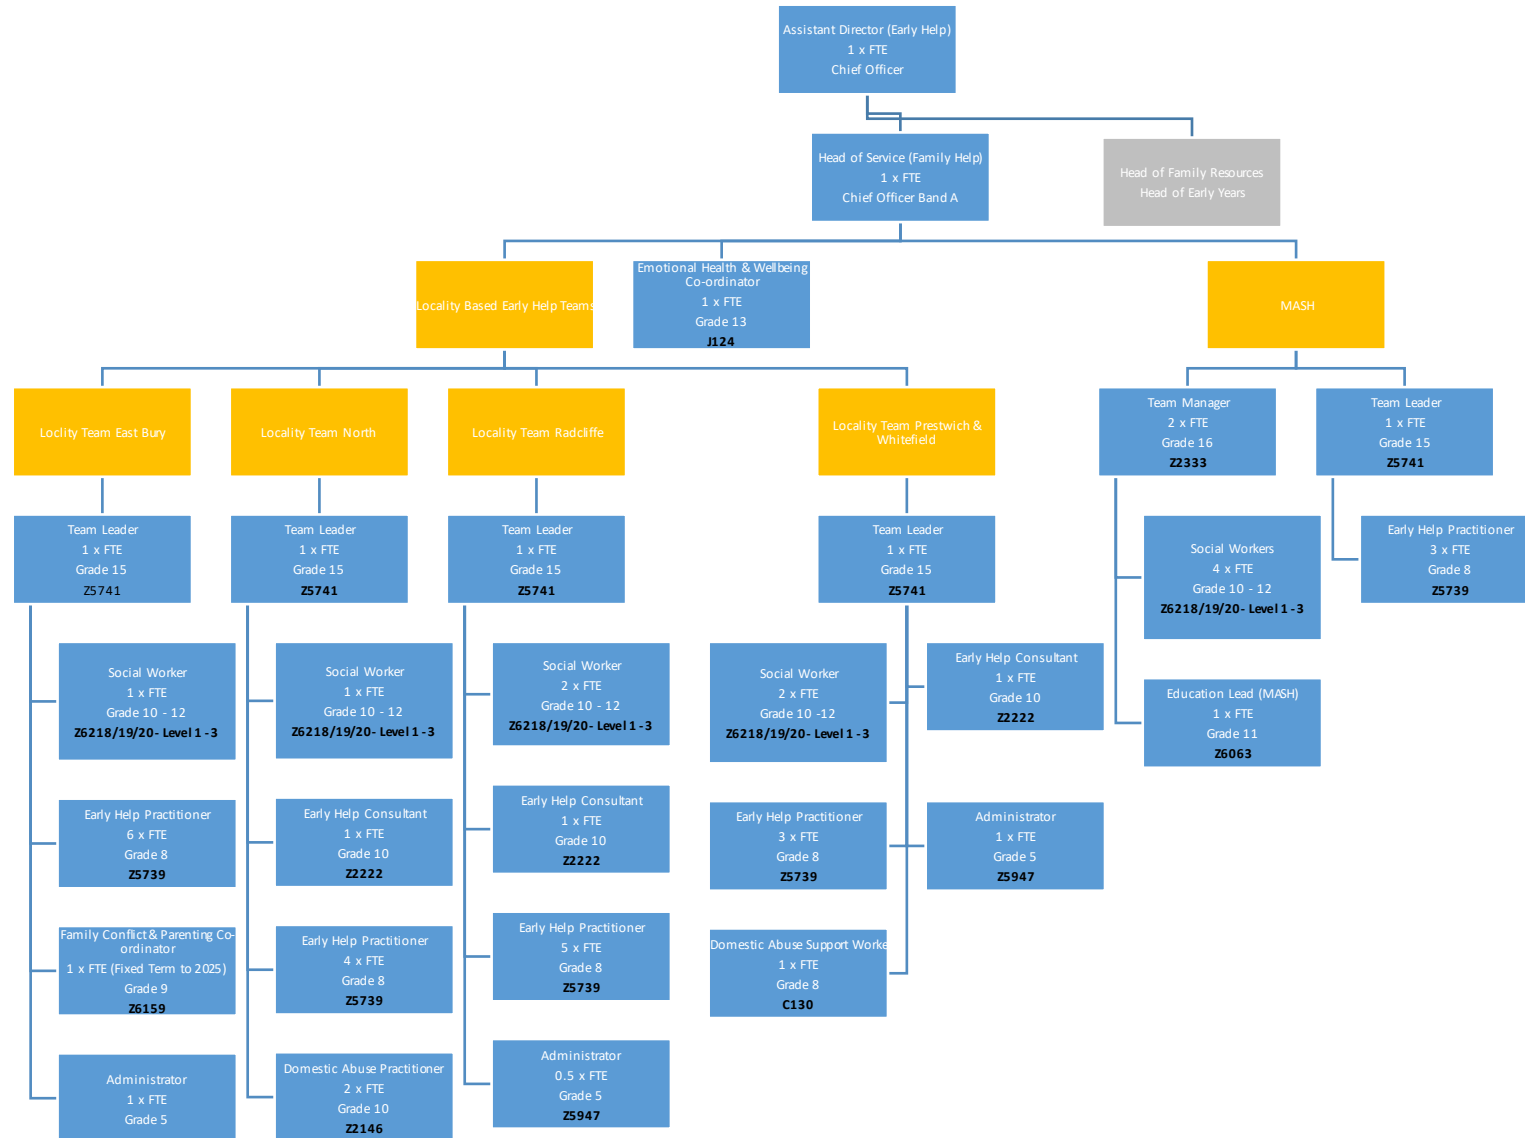 Assistant Director (Early Help)
1 x FTE
Chief Officer
Head of Service (Family Help)
1 x FTE
Chief Officer Band A
Head of Family Resources
Head of Early Years
Locality Based Early Help Teams
Emotional Health & Wellbeing
Co-ordinator
1 x FTE
Grade 13
J124
MASH
Loclity Team East Bury
Locality Team North
Locality Team Radcliffe
Locality Team Prestwich &
Whitefield
Team Manager
2 x FTE
Grade 16
Z2333
Team Leader
1 x FTE
Grade 15
Z5741
Team Leader
1 x FTE
Grade 15
Z5741
Team Leader
1 x FTE
Grade 15
Z5741
Team Leader
1 x FTE
Grade 15
Z5741
Team Leader
1 x FTE
Grade 15
Z5741
Social Workers
4 x FTE
Grade 10 - 12
Z6218/19/20- Level 1 -3
Early Help Practitioner
3 x FTE
Grade 8
Z5739
Social Worker
1 x FTE
Grade 10 - 12
Z6218/19/20- Level 1 -3
Social Worker
1 x FTE
Grade 10 - 12
Z6218/19/20- Level 1 -3
Social Worker
2 x FTE
Grade 10 - 12
Z6218/19/20- Level 1 -3
Social Worker
2 x FTE
Grade 10 -12
Z6218/19/20- Level 1 -3
Early Help Consultant
1 x FTE
Grade 10
Z2222
Education Lead (MASH)
1 x FTE
Grade 11
Z6063
Early Help Practitioner
6 x FTE
Grade 8
Z5739
Early Help Consultant
1 x FTE
Grade 10
Z2222
Early Help Consultant
1 x FTE
Grade 10
Z2222
Early Help Practitioner
3 x FTE
Grade 8
Z5739
Administrator
1 x FTE
Grade 5
Z5947
Family Conflict & Parenting Co-
ordinator
1 x FTE (Fixed Term to 2025)
Grade 9
Z6159
Early Help Practitioner
4 x FTE
Grade 8
Z5739
Early Help Practitioner
5 x FTE
Grade 8
Z5739
Domestic Abuse Support Worke
1 x FTE
Grade 8
C130
Administrator
1 x FTE
Grade 5
Domestic Abuse Practitioner
2 x FTE
Grade 10
Z2146
Administrator
0.5 x FTE
Grade 5
Z5947